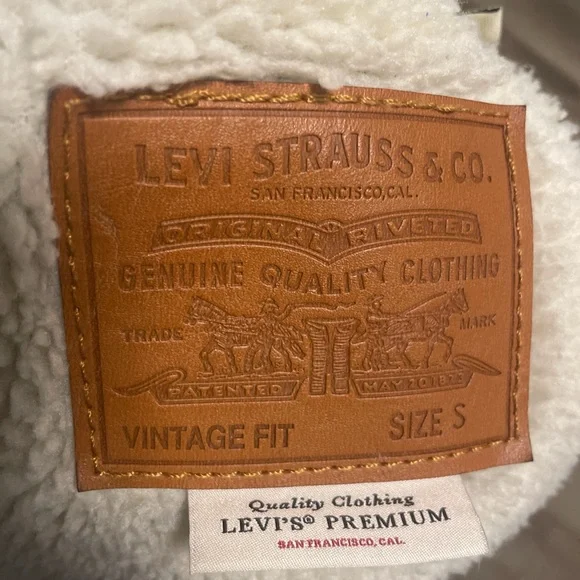 LEVI STRAUSS & CO.
SAN FRANCISCO, CAL.
ORIGINAL RIVETED
GENUINE QUALITY CLOTHING
TRADE MARK
PATENTED MAY 20 1873
VINTAGE FIT SIZE S
Quality Clothing
LEVI'S® PREMIUM
SAN FRANCISCO, CAL.